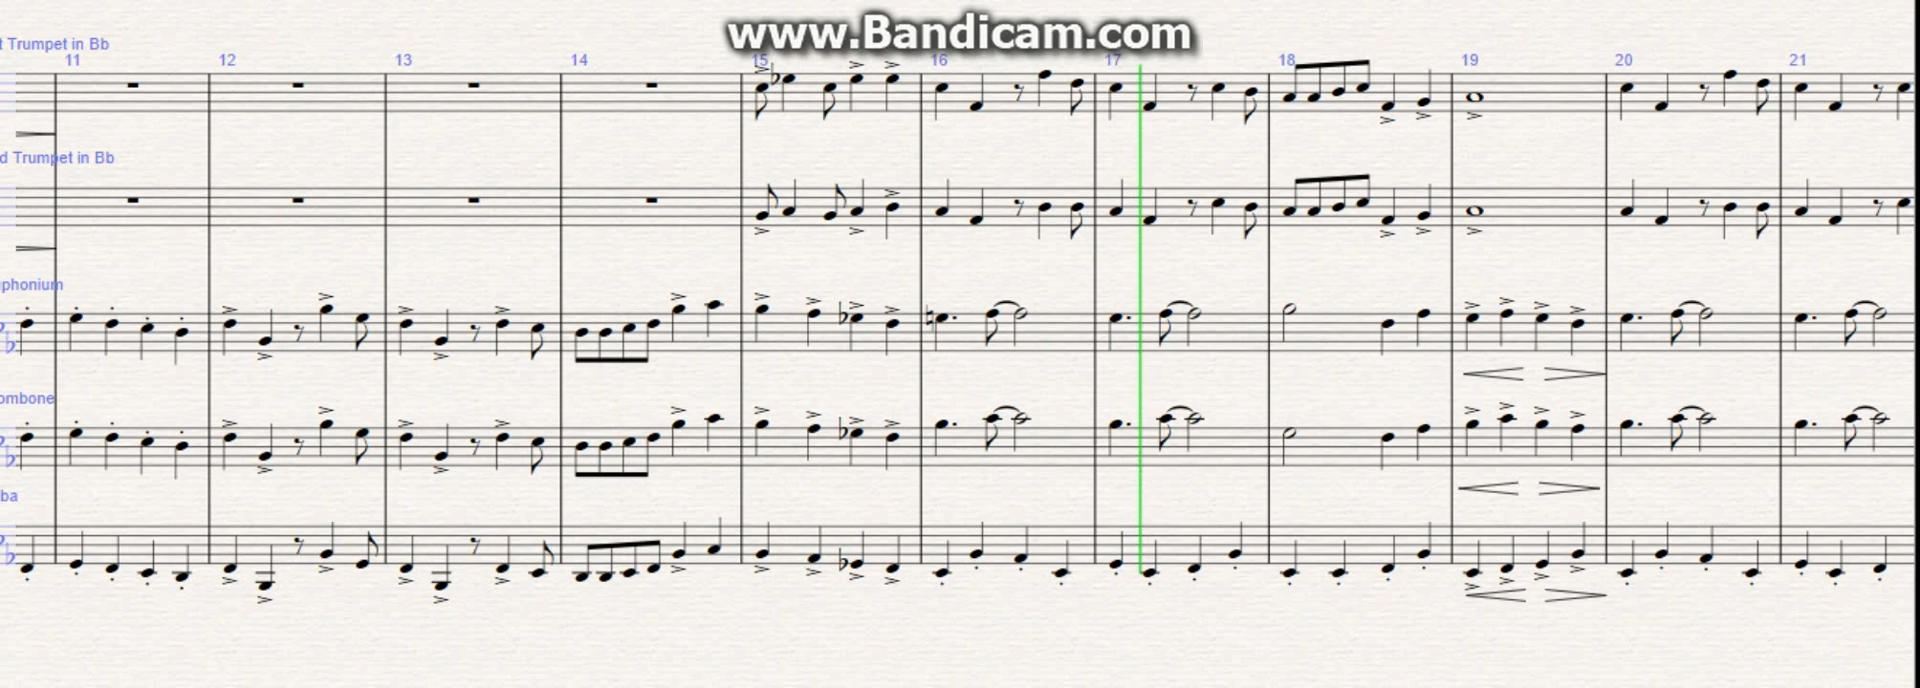 www.Bandicam.com
t Trumpet in Bb
11 12 13 14 15 16 17 18 19 20 21
d Trumpet in Bb
phonium
ombone
ba